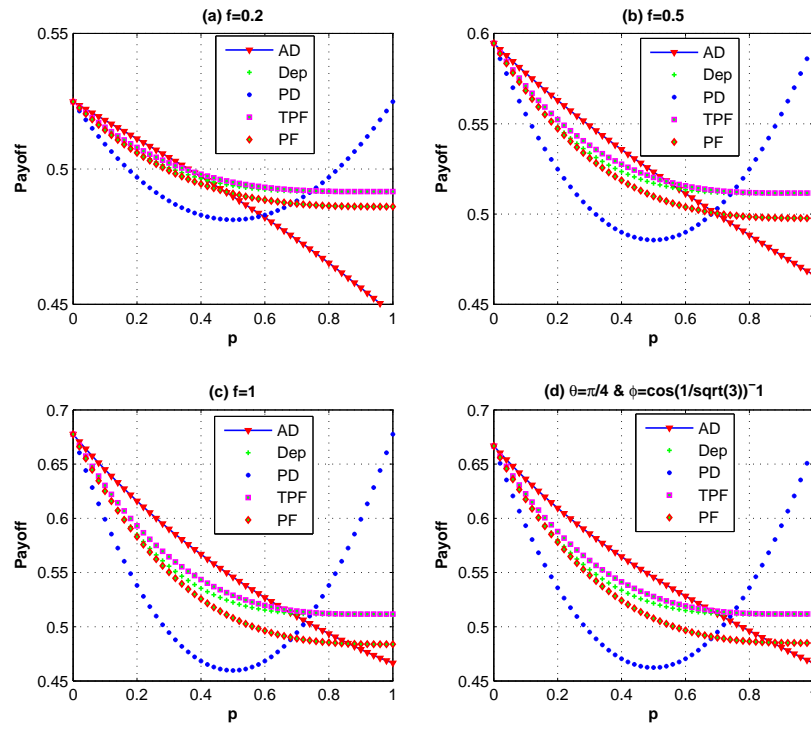 (a) f=0.2
0.55
0.5
0.45
Payoff
0 0.2 0.4 0.6 0.8 1
p
AD
Dep
PD
TPF
PF
(b) f=0.5
0.6
0.55
0.5
0.45
Payoff
0 0.2 0.4 0.6 0.8 1
p
AD
Dep
PD
TPF
PF
(c) f=1
0.7
0.65
0.6
0.55
0.5
0.45
Payoff
0 0.2 0.4 0.6 0.8 1
p
AD
Dep
PD
TPF
PF
(d) θ=π/4 & ϕ=cos(1/sqrt(3))⁻1
0.7
0.65
0.6
0.55
0.5
0.45
Payoff
0 0.2 0.4 0.6 0.8 1
p
AD
Dep
PD
TPF
PF